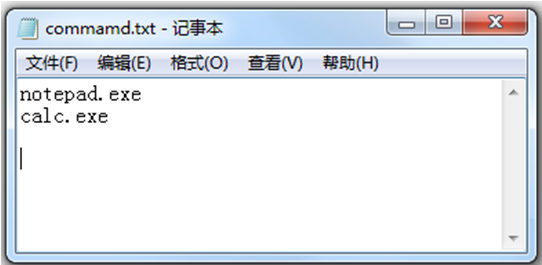 commamd.txt - 记事本
文件(F) 编辑(E) 格式(O) 查看(V) 帮助(H)
notepad.exe
calc.exe